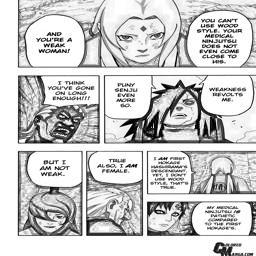 AND
YOU'RE A
WEAK
WOMAN!
YOU CAN'T
USE WOOD
STYLE. YOUR
MEDICAL
NINJUTSU
DOES NOT
EVEN COME
CLOSE TO
HIS.
I THINK
YOU'VE GONE
ON LONG
ENOUGH!!!
PUNY
SENJU
EVEN
MORE
SO.
WEAKNESS
REVOLTS
ME.
BUT I
AM NOT
WEAK.
TRUE
ALSO, I AM
FEMALE.
I AM FIRST
HOKAGE
HASHIRAMA'S
DESCENDANT.
YET, I DON'T
USE WOOD
STYLE, THAT'S
TRUE.
MY MEDICAL
NINJUTSU IS
PATHETIC
COMPARED
TO THE FIRST
HOKAGE'S.
COLORED
MANGA.COM